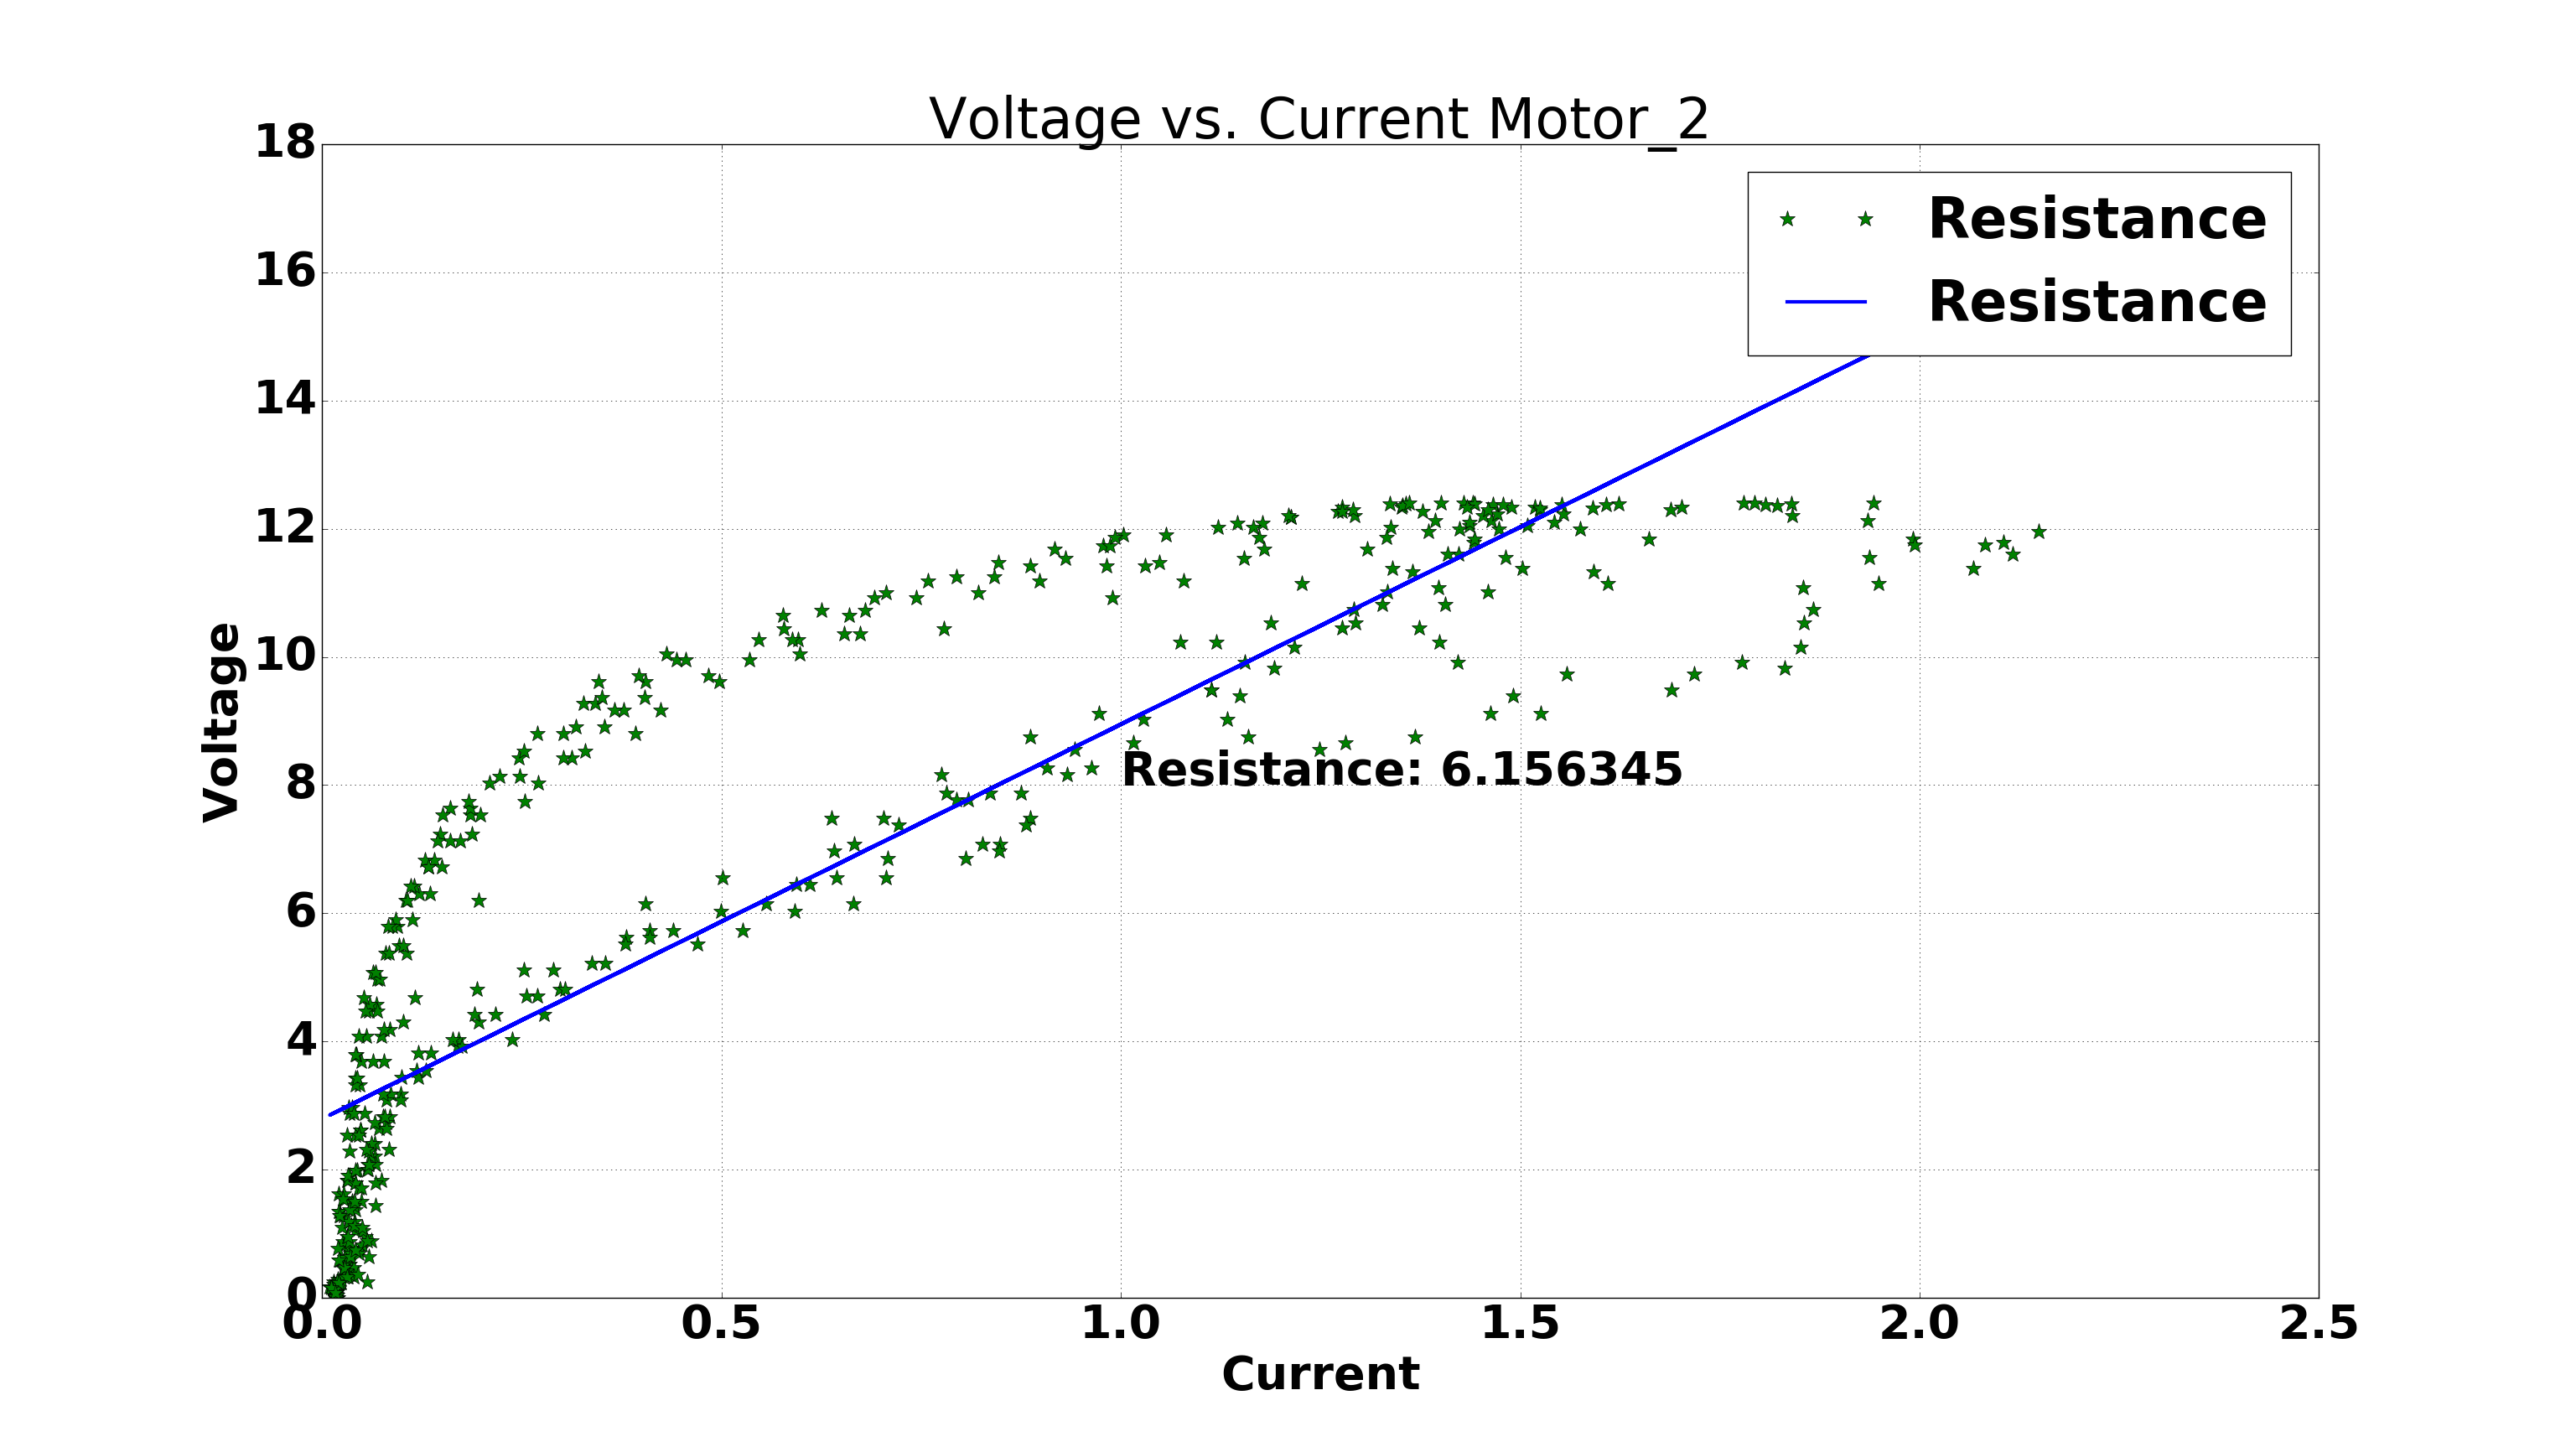 Voltage vs. Current Motor_2
18
16
14
12
10
8
6
4
2
0
Voltage
Resistance
Resistance
Resistance: 6.156345
0.0 0.5 1.0 1.5 2.0 2.5
Current